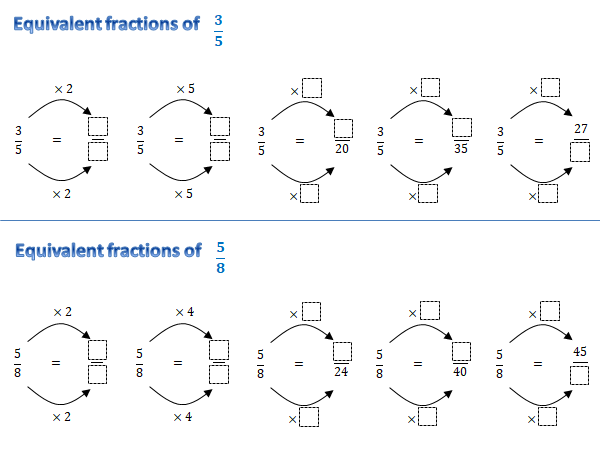 Equivalent fractions of 3/5
× 2 × 5 × × ×
3/5 = 3/5 = 3/5 = /20 3/5 = /35 3/5 = 27/
× 2 × 5 × × ×
Equivalent fractions of 5/8
× 2 × 4 × × ×
5/8 = 5/8 = 5/8 = /24 5/8 = /40 5/8 = 45/
× 2 × 4 × × ×